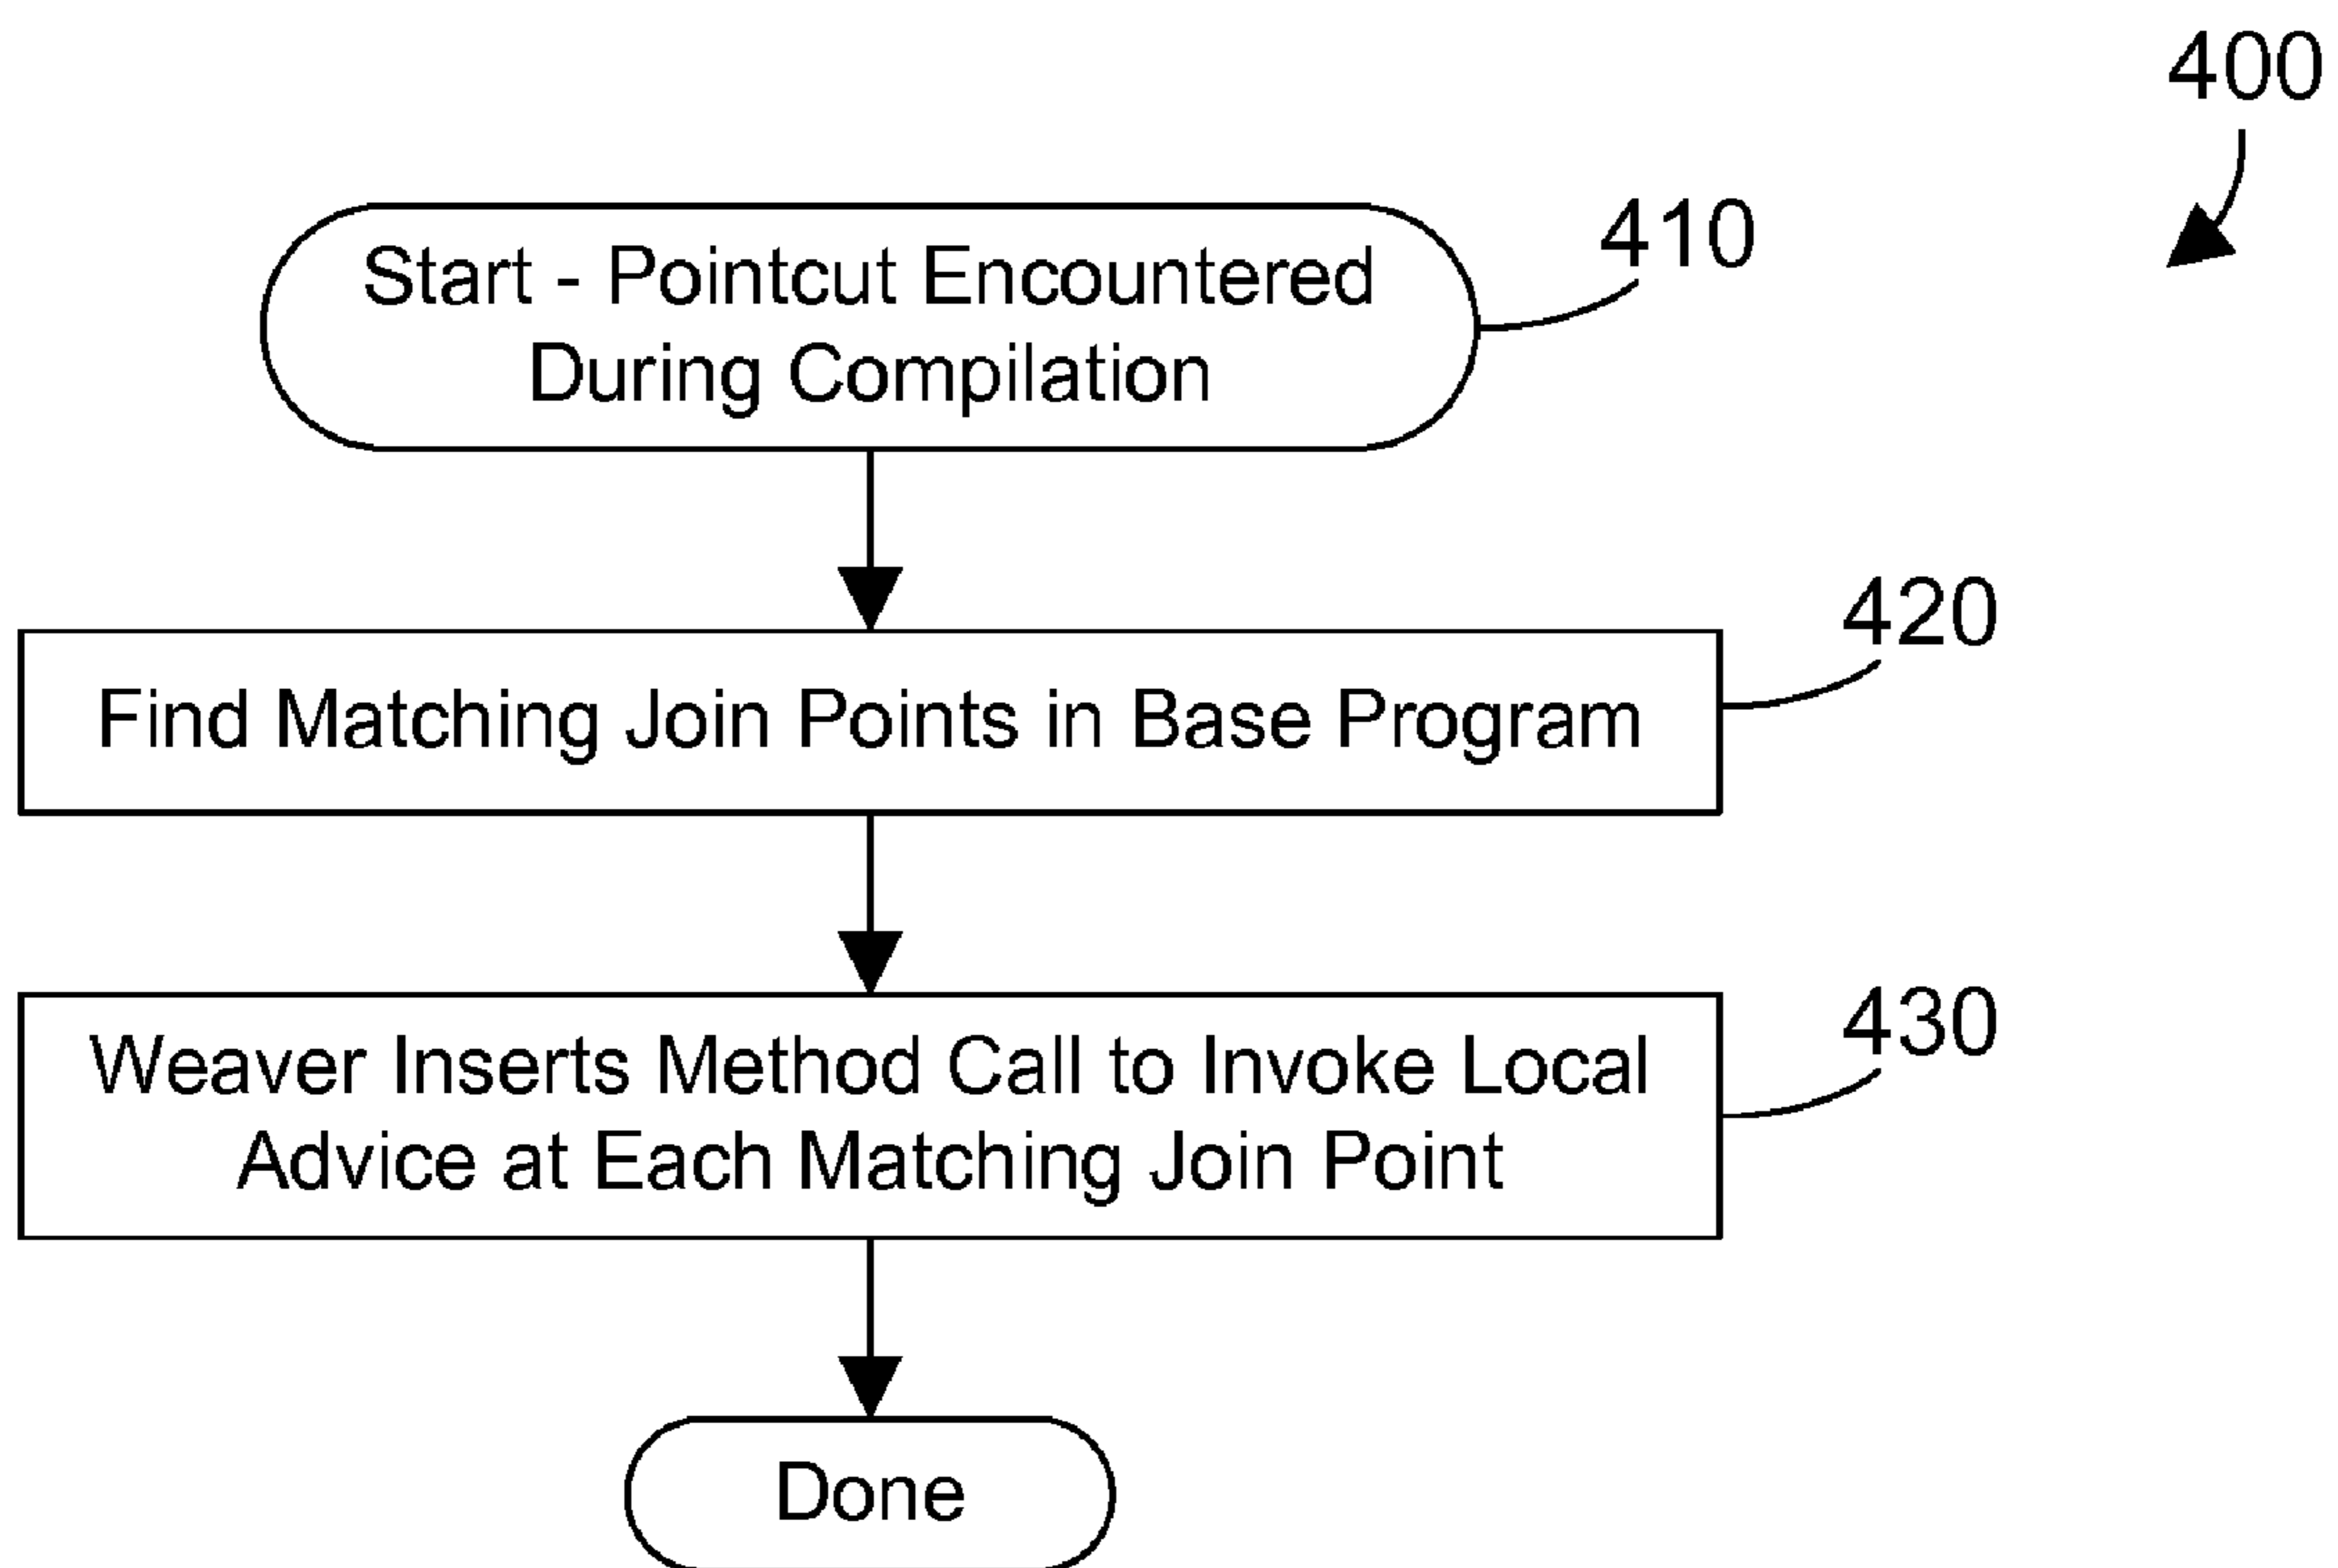 400
410
Start - Pointcut Encountered
During Compilation
420
Find Matching Join Points in Base Program
430
Weaver Inserts Method Call to Invoke Local
Advice at Each Matching Join Point
Done